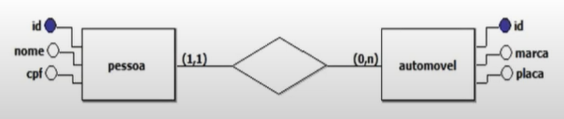 id
nome
cpf
pessoa
(1,1)
(0,n)
automovel
id
marca
placa